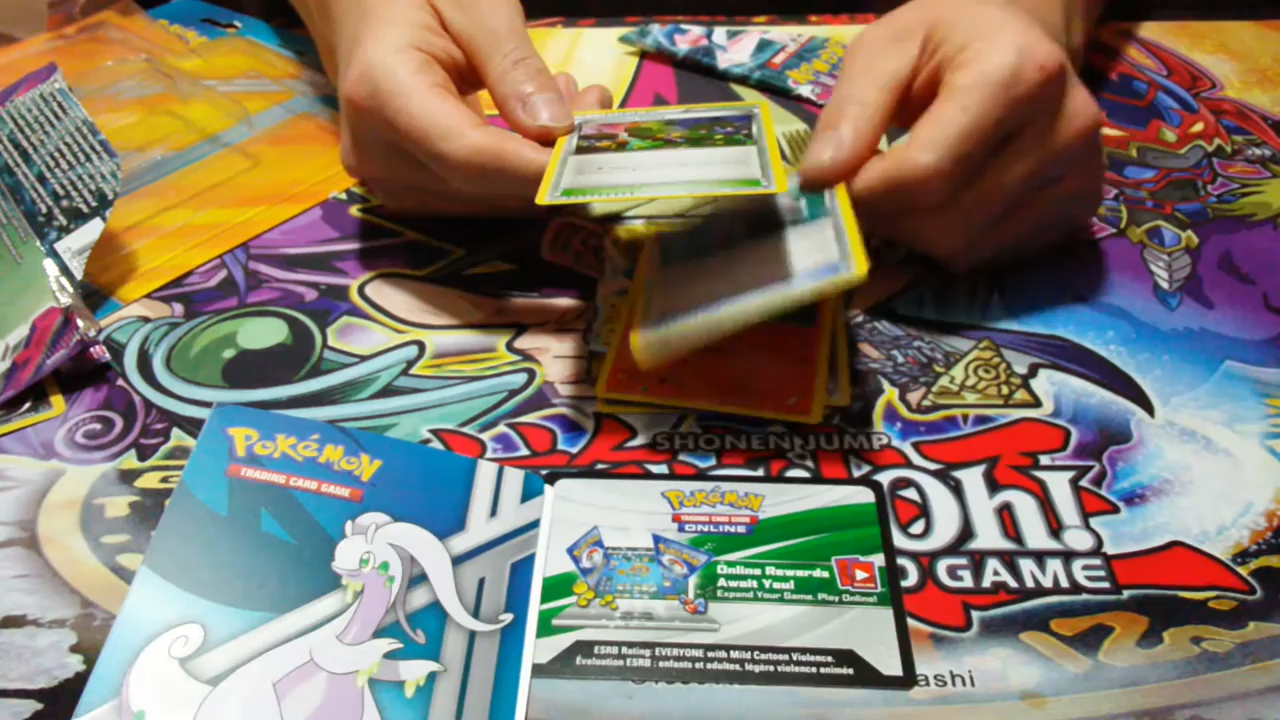 SHONEN JUMP
Oh!
GAME
ashi
POKéMON
TRADING CARD GAME
POKéMON
TRADING CARD GAME
ONLINE
Online Rewards
Await You!
Expand Your Game. Play Online!
ESRB Rating: EVERYONE with Mild Cartoon Violence.
Évaluation ESRB : enfants et adultes, légère violence animée